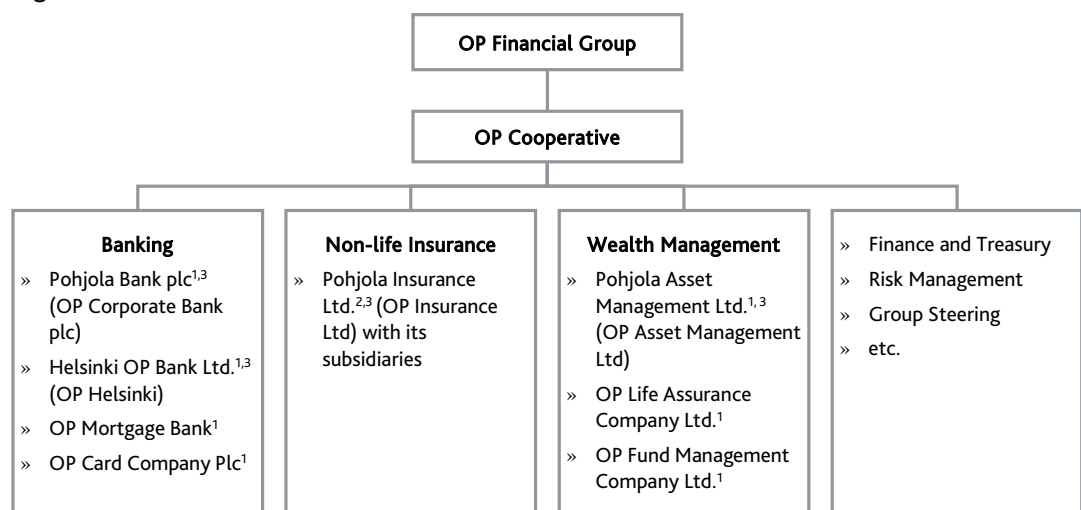 OP Financial Group
OP Cooperative
Banking
» Pohjola Bank plc1,3
(OP Corporate Bank
plc)
» Helsinki OP Bank Ltd.1,3
(OP Helsinki)
» OP Mortgage Bank1
» OP Card Company Plc1
Non-life Insurance
» Pohjola Insurance
Ltd.2,3 (OP Insurance
Ltd) with its
subsidiaries
Wealth Management
» Pohjola Asset
Management Ltd.1, 3
(OP Asset Management
Ltd)
» OP Life Assurance
Company Ltd.1
» OP Fund Management
Company Ltd.1
» Finance and Treasury
» Risk Management
» Group Steering
» etc.